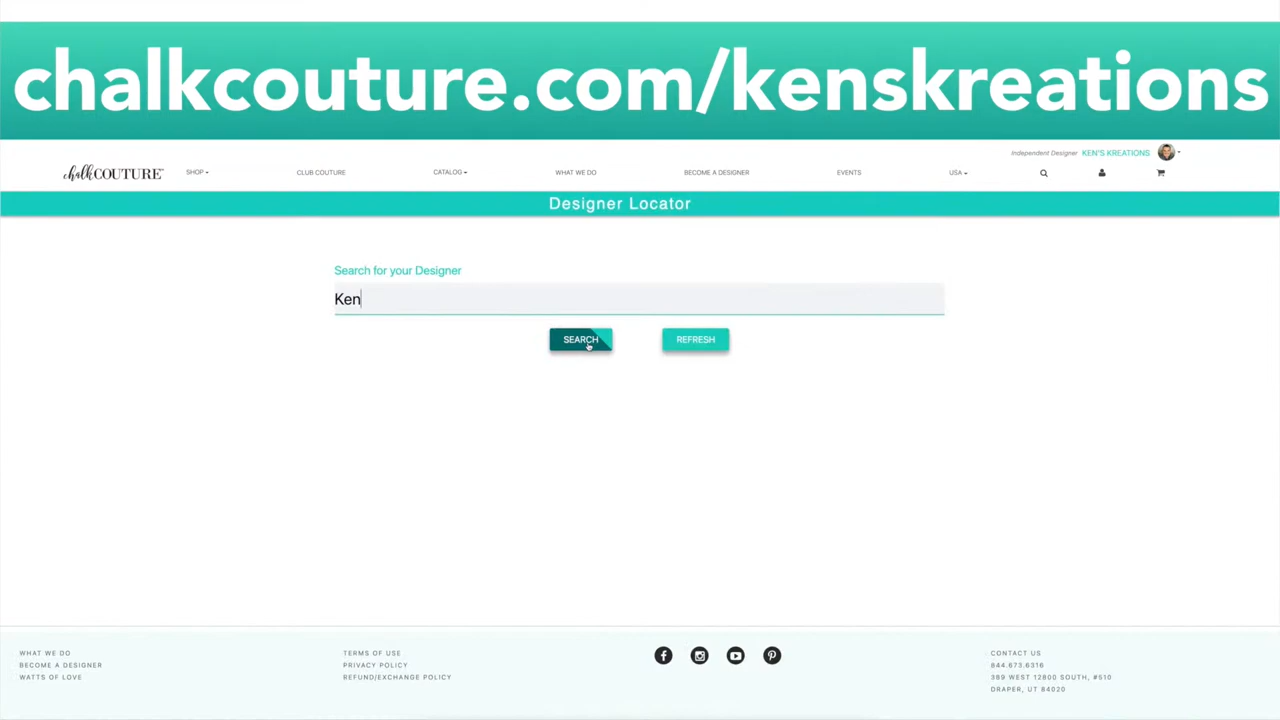 chalkcouture.com/kenskreations
Independent Designer KEN'S KREATIONS
chalkCOUTURE™ SHOP CLUB COUTURE CATALOG WHAT WE DO BECOME A DESIGNER EVENTS USA
Designer Locator
Search for your Designer
Ken
SEARCH REFRESH
WHAT WE DO
BECOME A DESIGNER
WATTS OF LOVE
TERMS OF USE
PRIVACY POLICY
REFUND/EXCHANGE POLICY
CONTACT US
844.673.6316
389 WEST 12800 SOUTH, #510
DRAPER, UT 84020